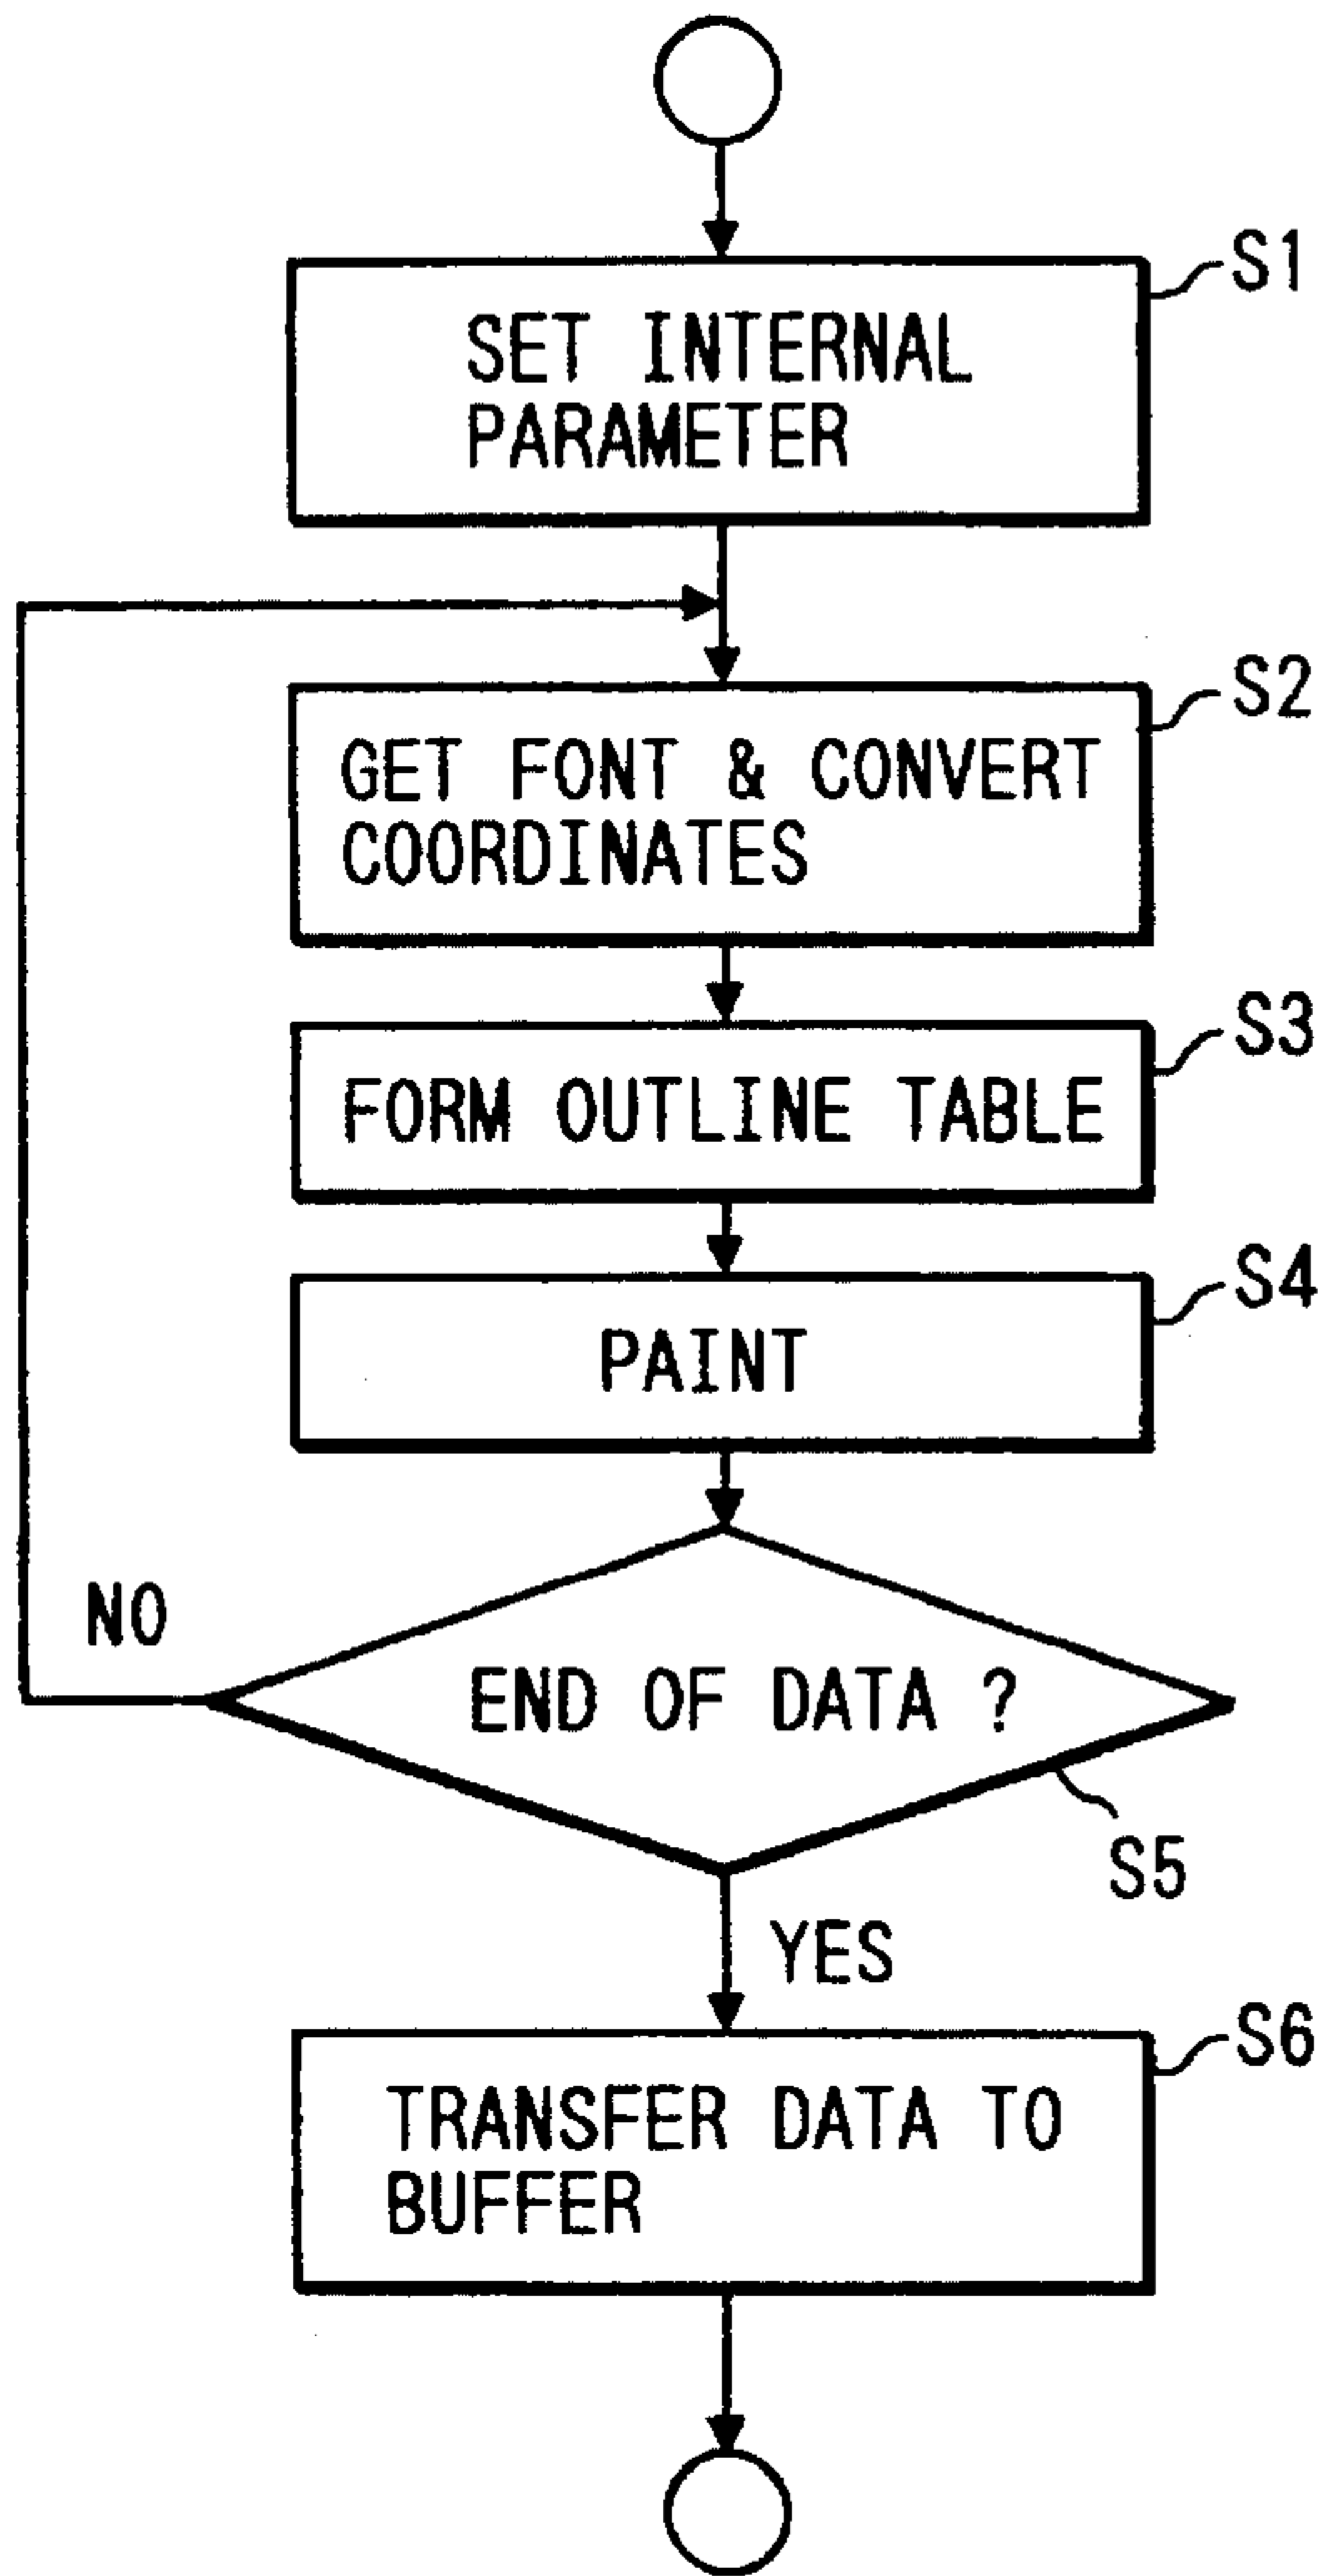 S1
SET INTERNAL
PARAMETER
S2
GET FONT & CONVERT
COORDINATES
S3
FORM OUTLINE TABLE
S4
PAINT
NO
END OF DATA ?
S5
YES
S6
TRANSFER DATA TO
BUFFER